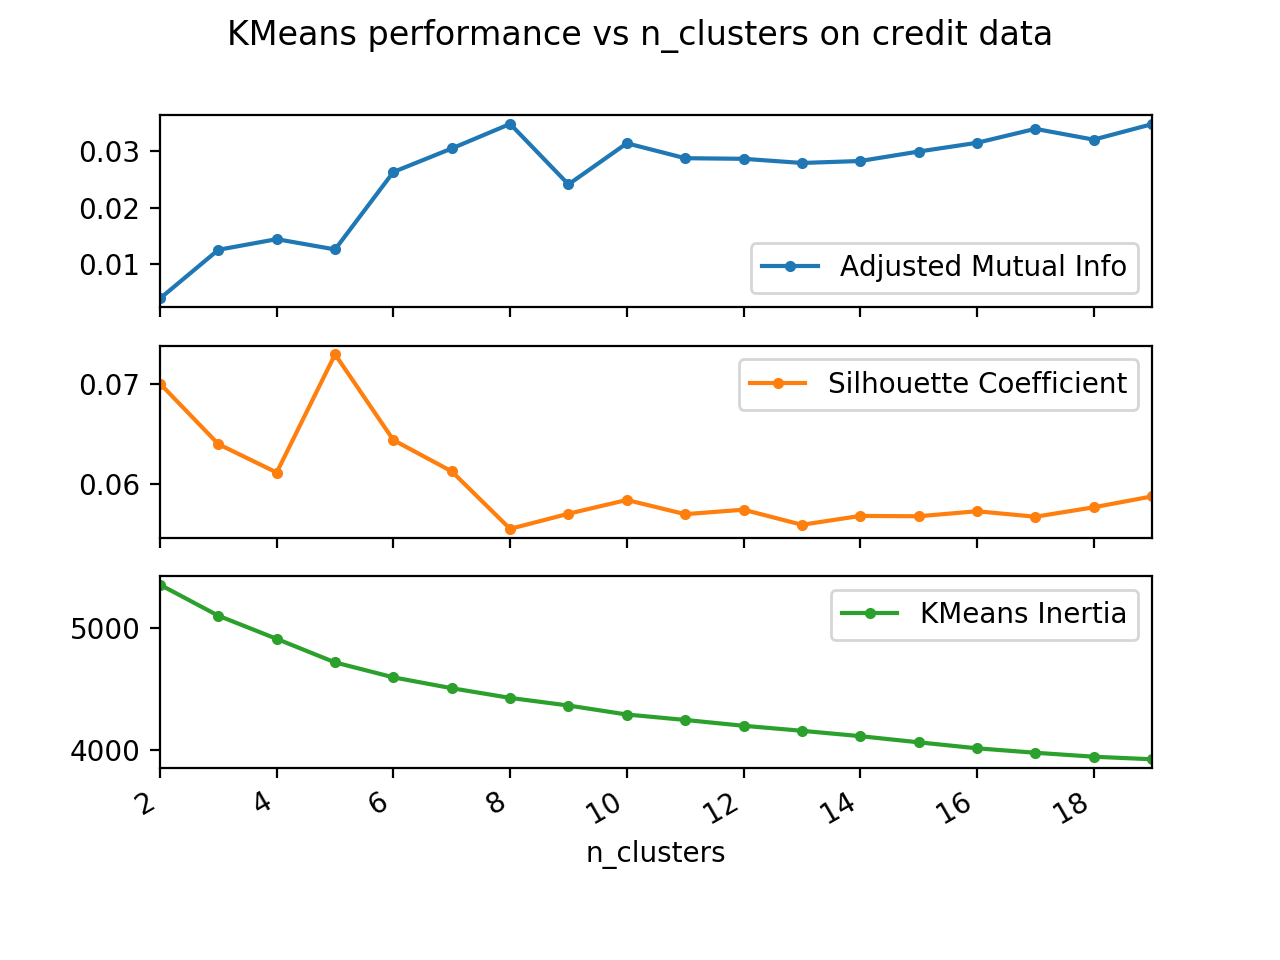 KMeans performance vs n_clusters on credit data
0.03
0.02
0.01
Adjusted Mutual Info
0.07
0.06
Silhouette Coefficient
5000
4000
KMeans Inertia
2 4 6 8 10 12 14 16 18
n_clusters